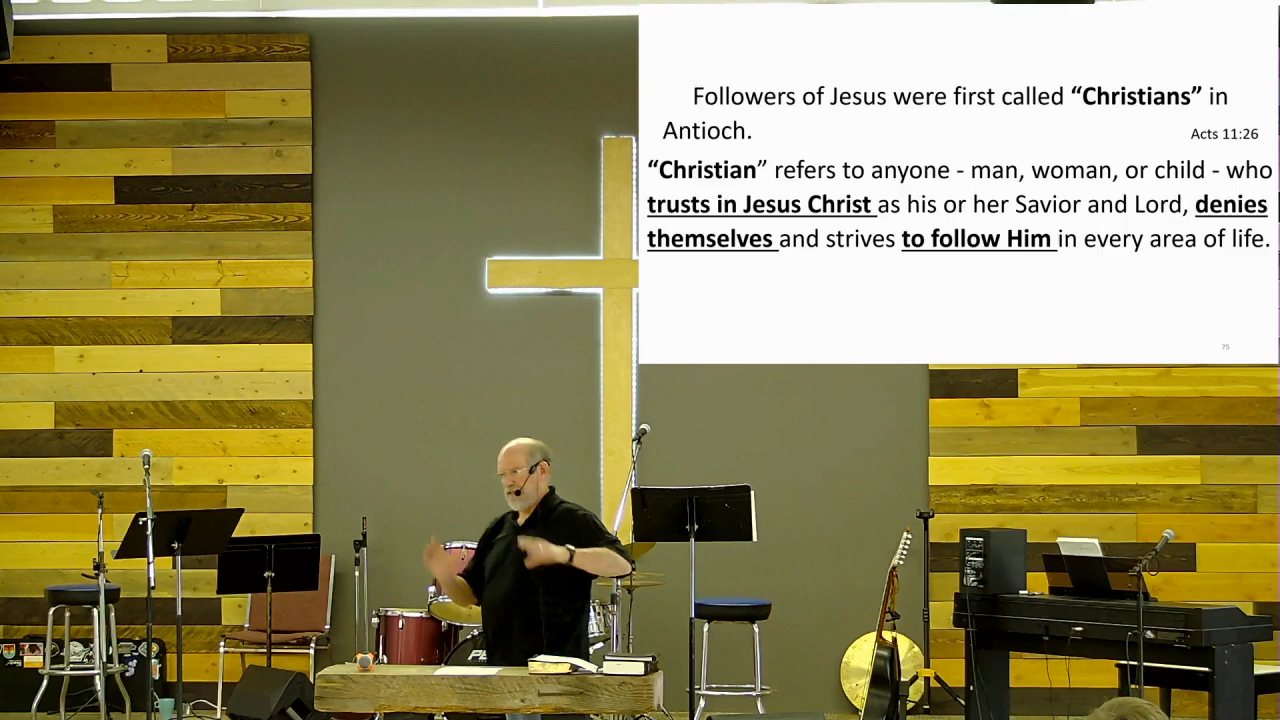 Followers of Jesus were first called “Christians” in
Antioch. Acts 11:26
“Christian” refers to anyone - man, woman, or child - who
trusts in Jesus Christ as his or her Savior and Lord, denies
themselves and strives to follow Him in every area of life.
75